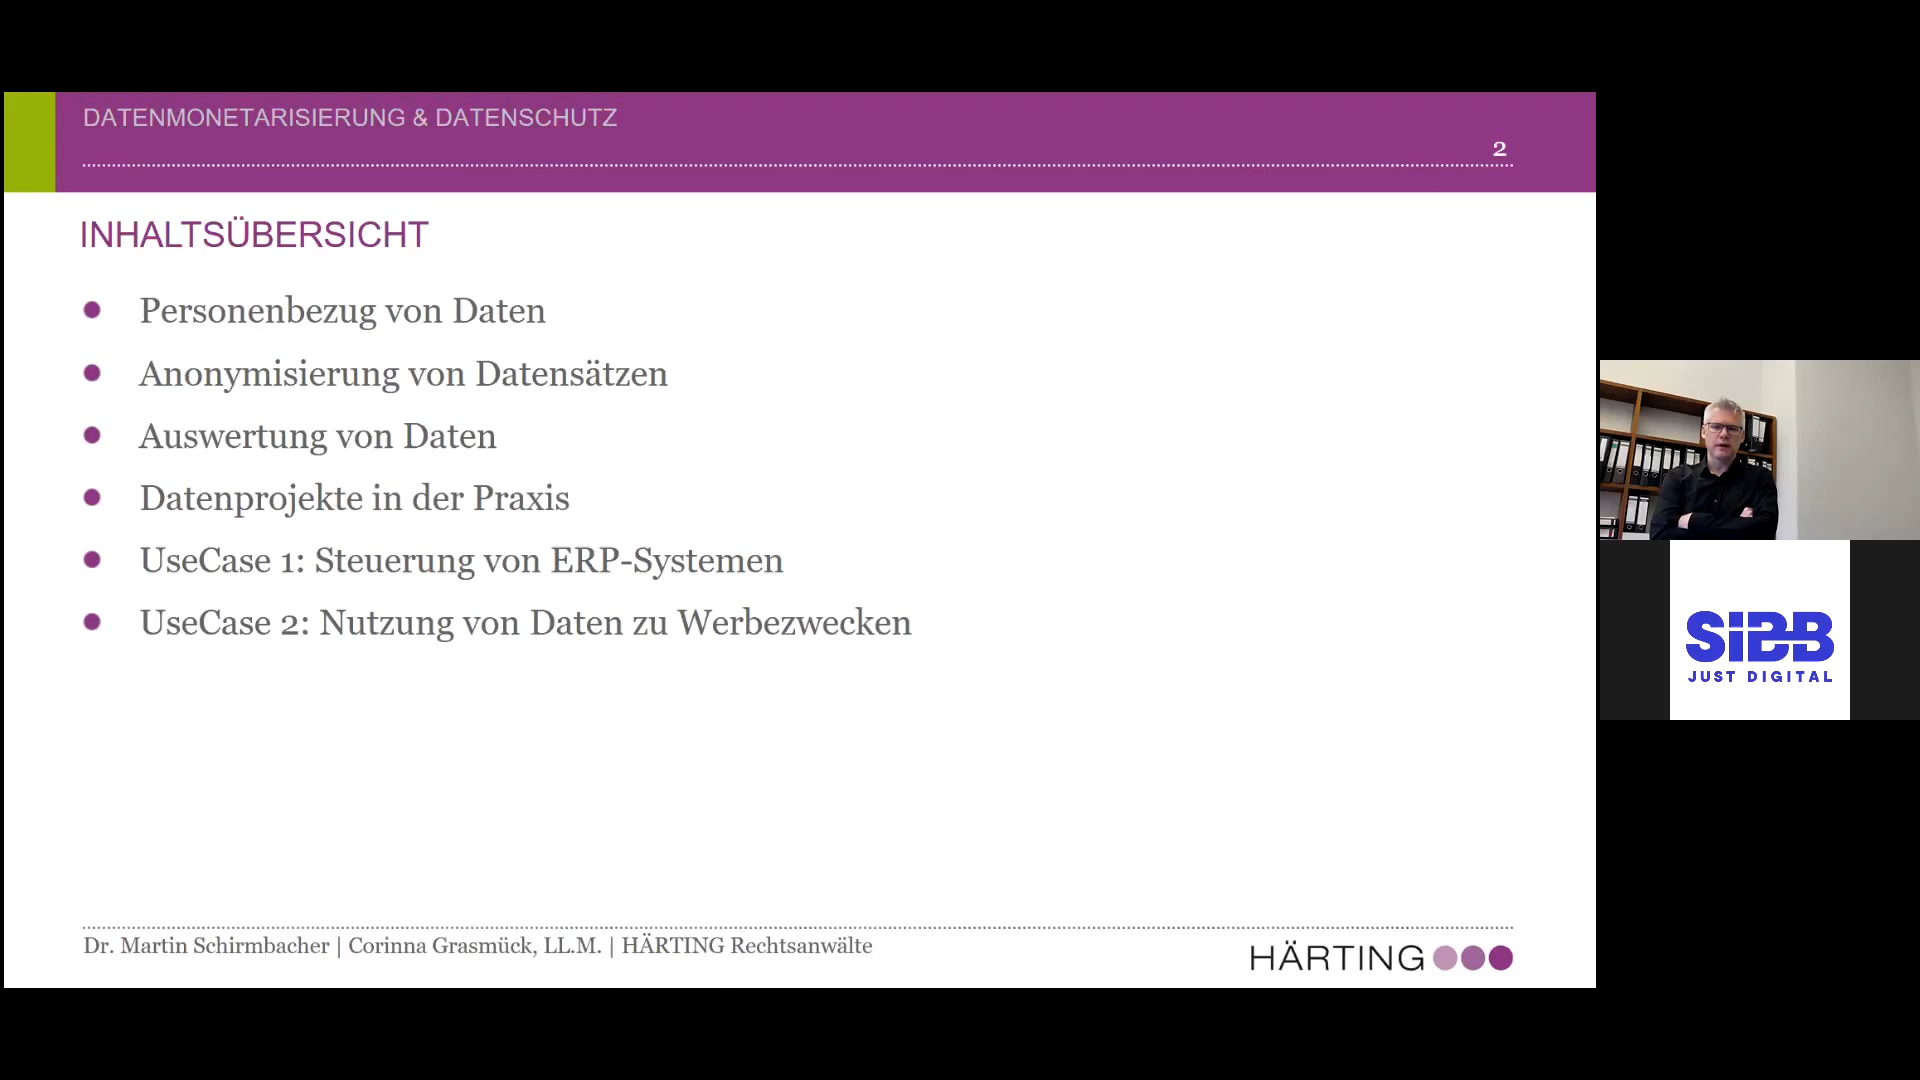 DATENMONETARISIERUNG & DATENSCHUTZ
2
INHALTSÜBERSICHT
Personenbezug von Daten
Anonymisierung von Datensätzen
Auswertung von Daten
Datenprojekte in der Praxis
UseCase 1: Steuerung von ERP-Systemen
UseCase 2: Nutzung von Daten zu Werbezwecken
Dr. Martin Schirmbacher | Corinna Grasmück, LL.M. | HÄRTING Rechtsanwälte
HÄRTING
SIBB
JUST DIGITAL